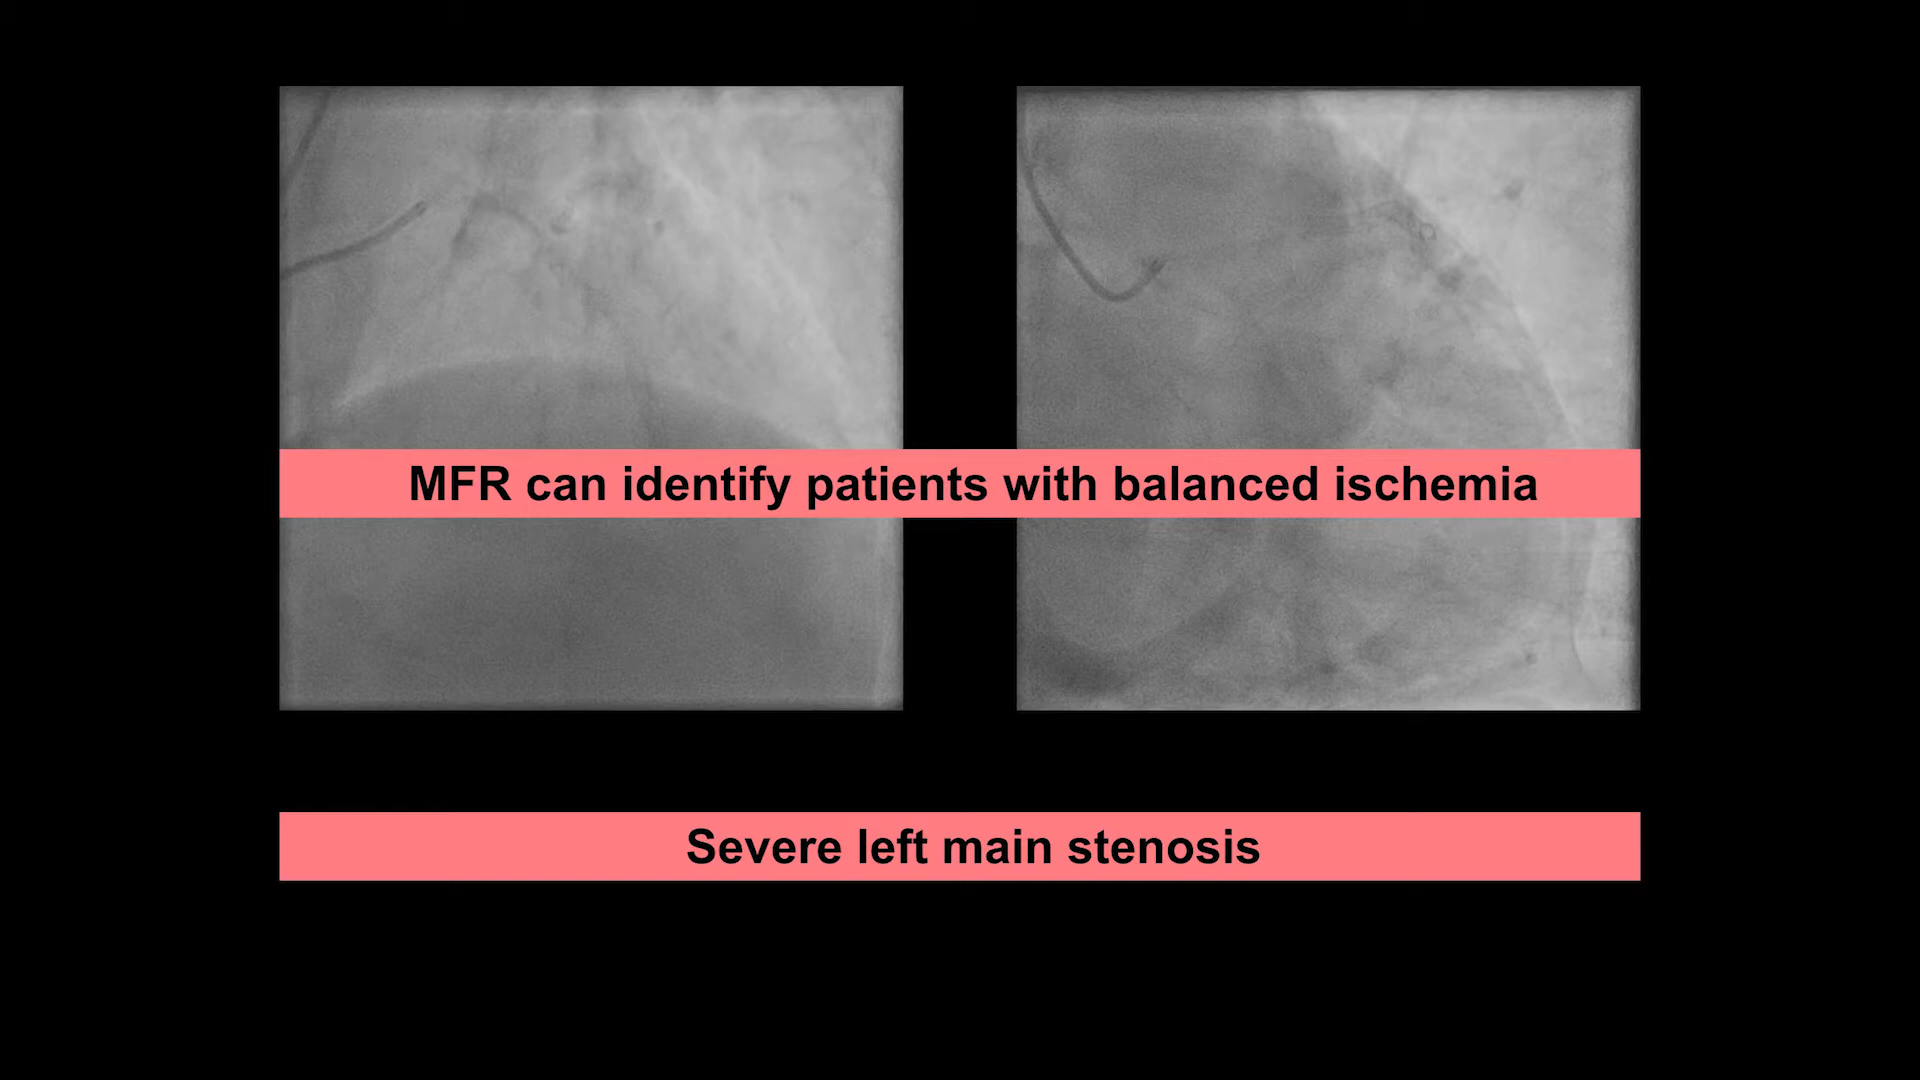 MFR can identify patients with balanced ischemia
Severe left main stenosis